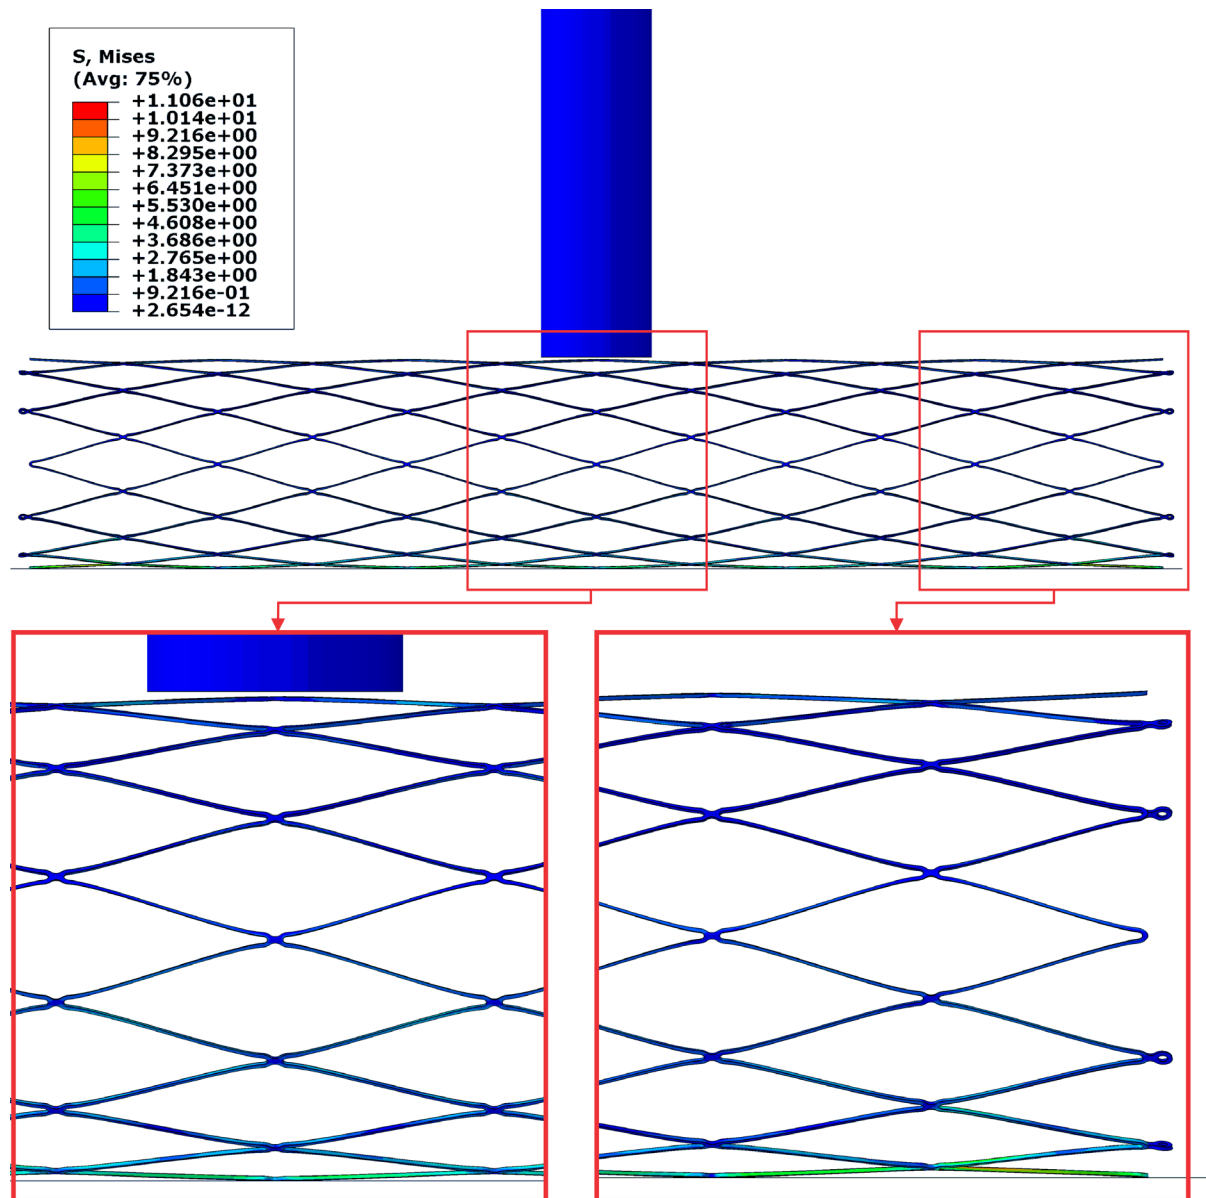 S, Mises
(Avg: 75%)
+1.106e+01
+1.014e+01
+9.216e+00
+8.295e+00
+7.373e+00
+6.451e+00
+5.530e+00
+4.608e+00
+3.686e+00
+2.765e+00
+1.843e+00
+9.216e-01
+2.654e-12